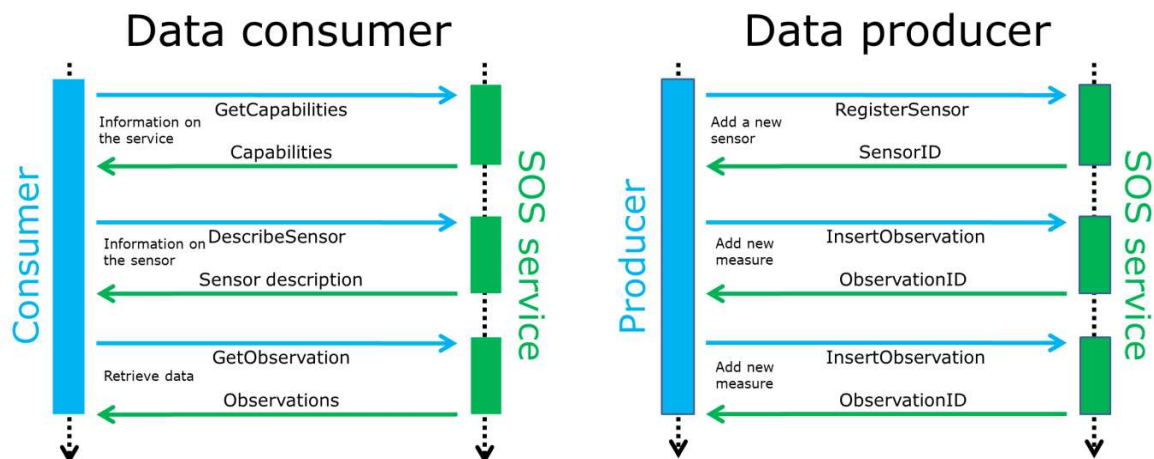 Data consumer
Consumer
GetCapabilities
Information on
the service
Capabilities
DescribeSensor
Information on
the sensor
Sensor description
GetObservation
Retrieve data
Observations
SOS service
Data producer
Producer
RegisterSensor
Add a new
sensor
SensorID
InsertObservation
Add new
measure
ObservationID
InsertObservation
Add new
measure
ObservationID
SOS service